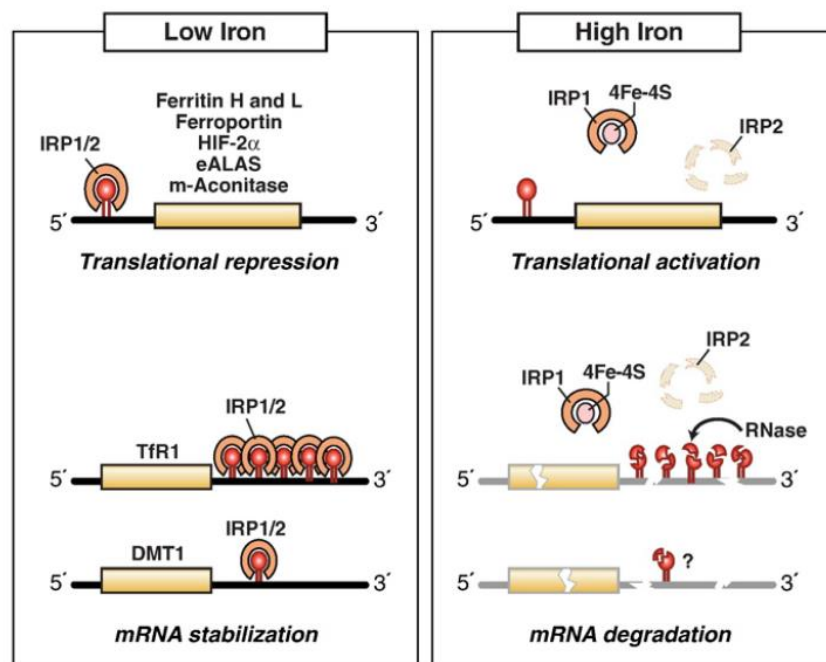 Low Iron
Ferritin H and L
Ferroportin
HIF-2α
eALAS
m-Aconitase
IRP1/2
5´ 3´
Translational repression
IRP1/2
TfR1
5´ 3´
IRP1/2
DMT1
5´ 3´
mRNA stabilization
High Iron
4Fe-4S
IRP1
IRP2
5´ 3´
Translational activation
IRP2
4Fe-4S
IRP1
RNase
5´ 3´
?
5´ 3´
mRNA degradation